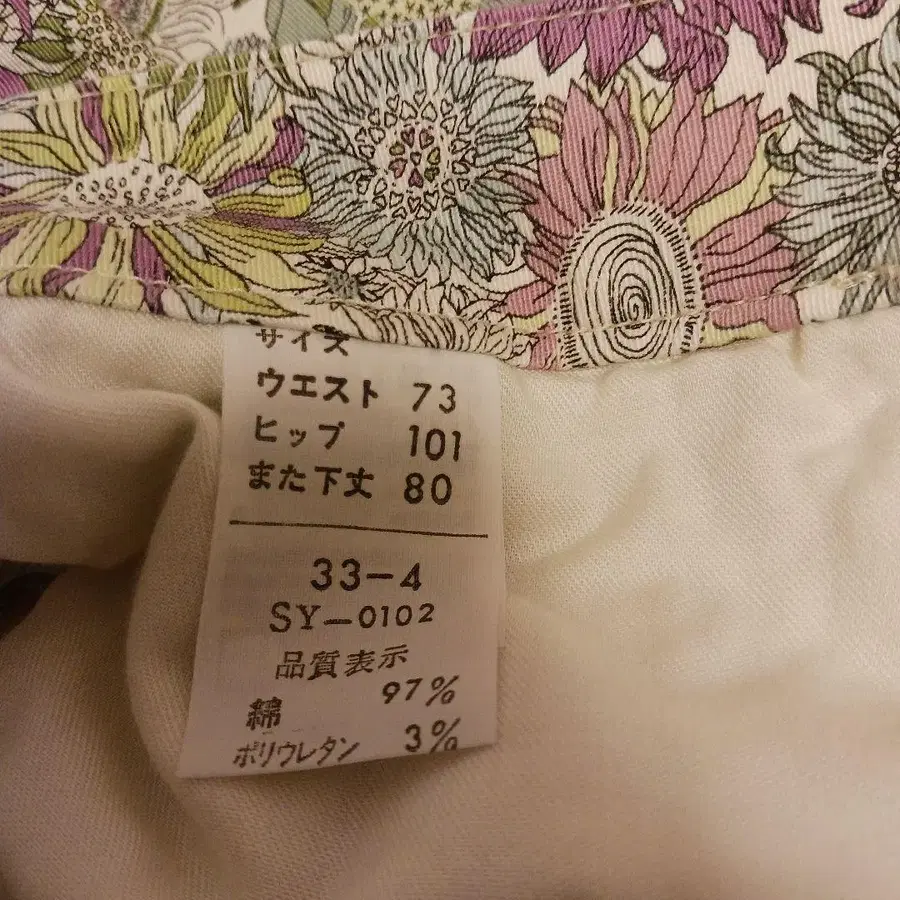 サイズ
ウエスト 73
ヒップ 101
また下丈 80
33-4
SY-0102
品質表示
綿 97%
ポリウレタン 3%